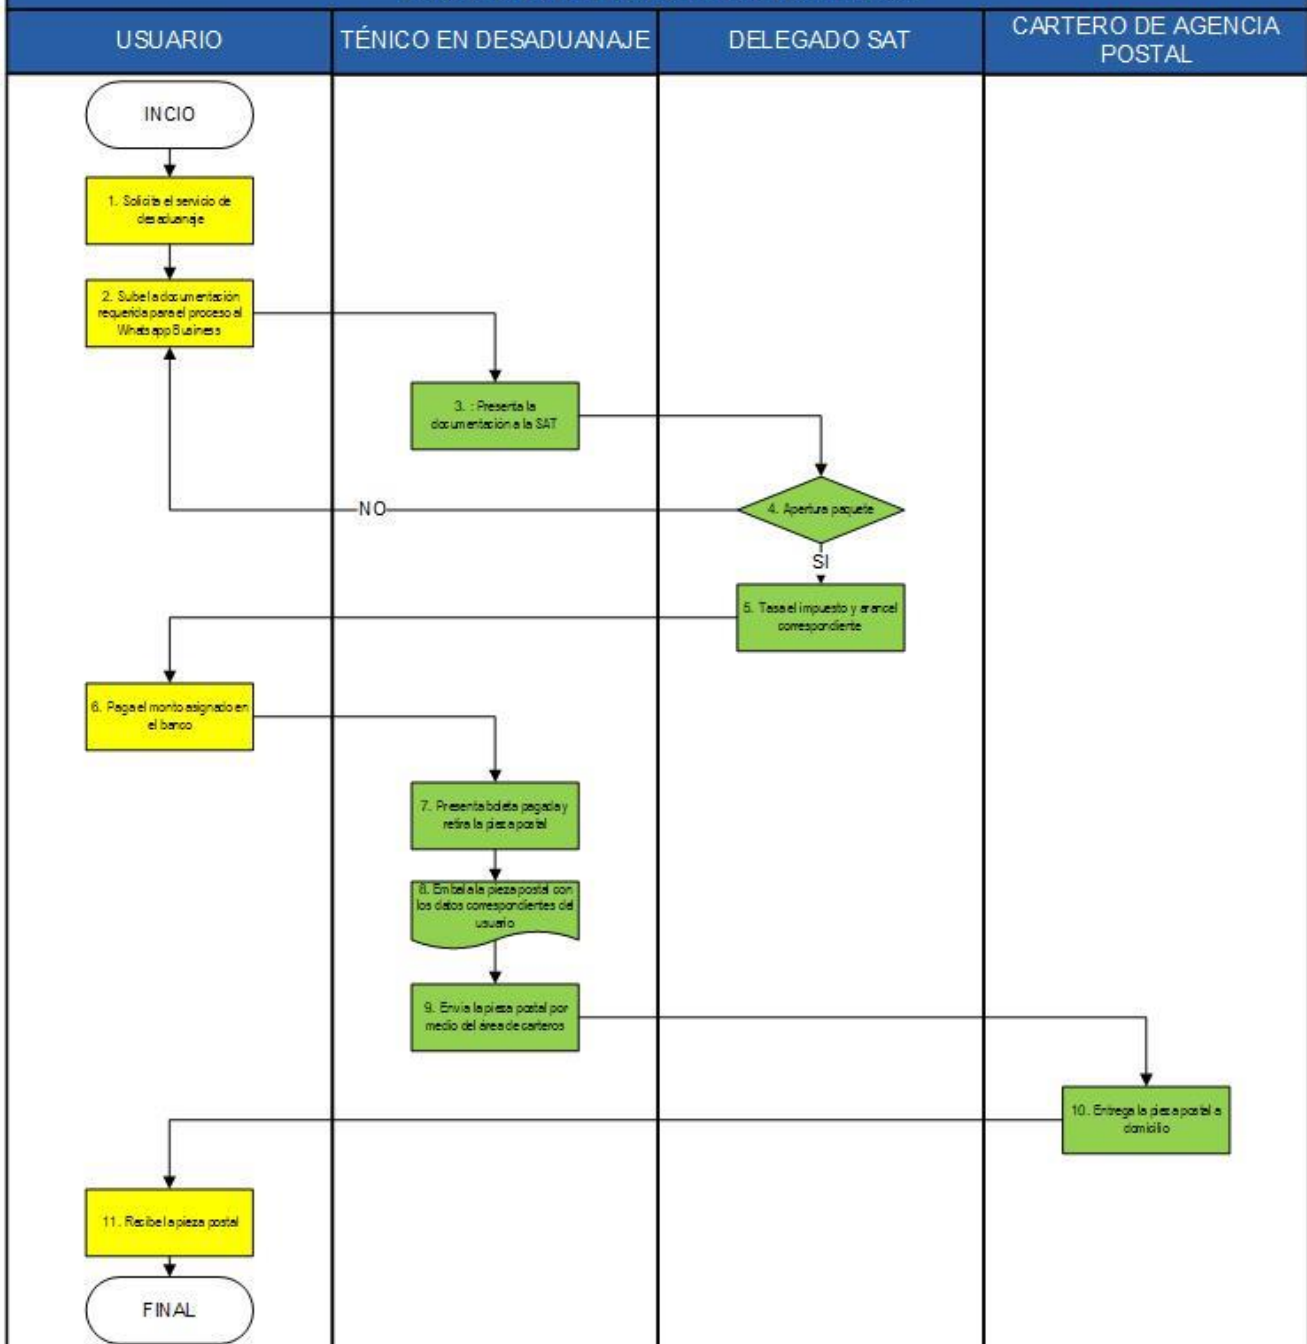 USUARIO
TÉNICO EN DESADUANAJE
DELEGADO SAT
CARTERO DE AGENCIA
POSTAL
INCIO
1. Solicita el servicio de
desaduanaje
2. Sube la documentación
requerida para el proceso al
Whatsapp Business
3. : Presenta la
documentación a la SAT
4. Apertura paquete
NO
SI
5. Tasa el impuesto y arancel
correspondiente
6. Paga el monto asignado en
el banco
7. Presenta boleta pagada y
retira la pieza postal
8. Embala la pieza postal con
los datos correspondientes del
usuario
9. Envia la pieza postal por
medio del área de carteros
10. Entrega la pieza postal a
domicilio
11. Recibe la pieza postal
FINAL